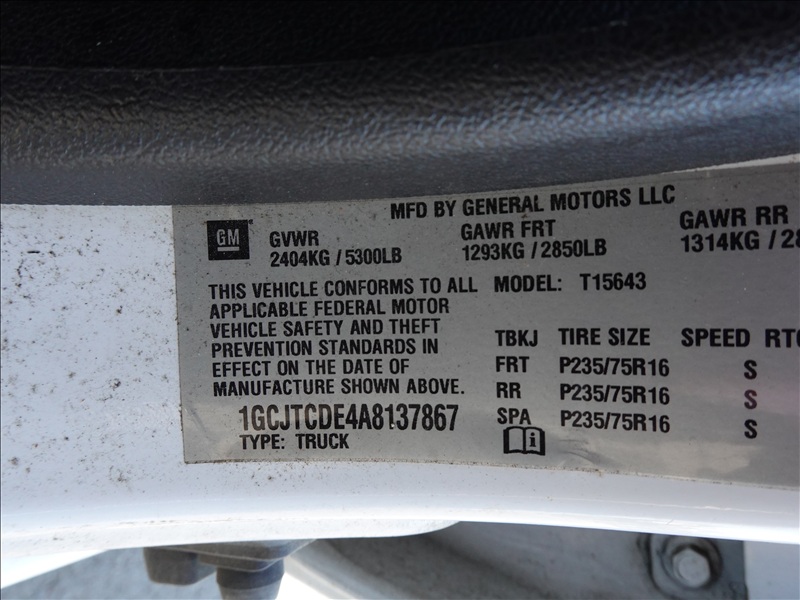 MFD BY GENERAL MOTORS LLC
GM GVWR GAWR FRT GAWR RR
2404KG / 5300LB 1293KG / 2850LB 1314KG / 28
THIS VEHICLE CONFORMS TO ALL
APPLICABLE FEDERAL MOTOR
VEHICLE SAFETY AND THEFT
PREVENTION STANDARDS IN
EFFECT ON THE DATE OF
MANUFACTURE SHOWN ABOVE.
1GCJTCDE4A8137867
TYPE: TRUCK
MODEL: T15643
TBKJ TIRE SIZE SPEED RTG
FRT P235/75R16 S
RR P235/75R16 S
SPA P235/75R16 S